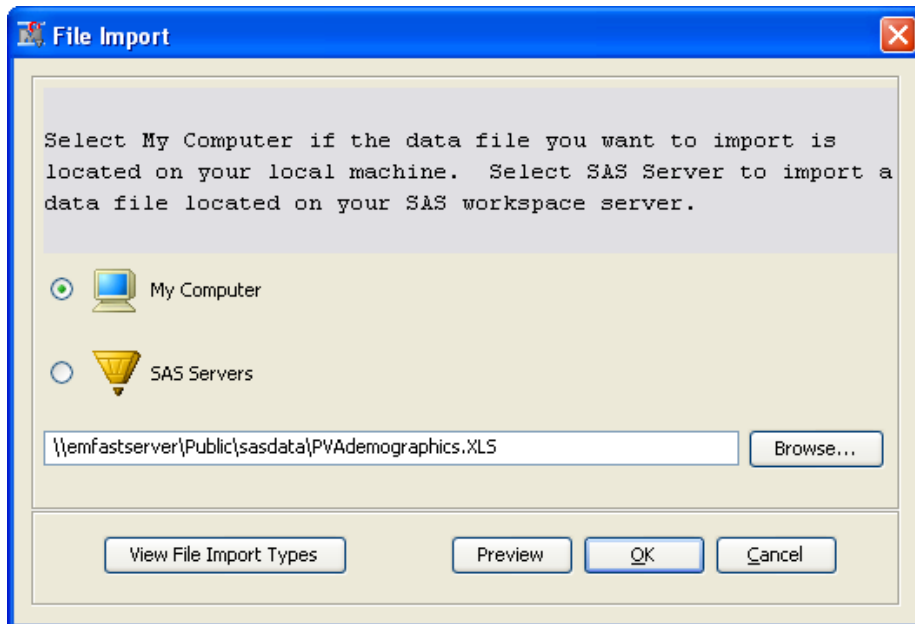 File Import
Select My Computer if the data file you want to import is
located on your local machine.  Select SAS Server to import a
data file located on your SAS workspace server.
My Computer
SAS Servers
\\emfastserver\Public\sasdata\PVAdemographics.XLS
Browse...
View File Import Types
Preview
OK
Cancel